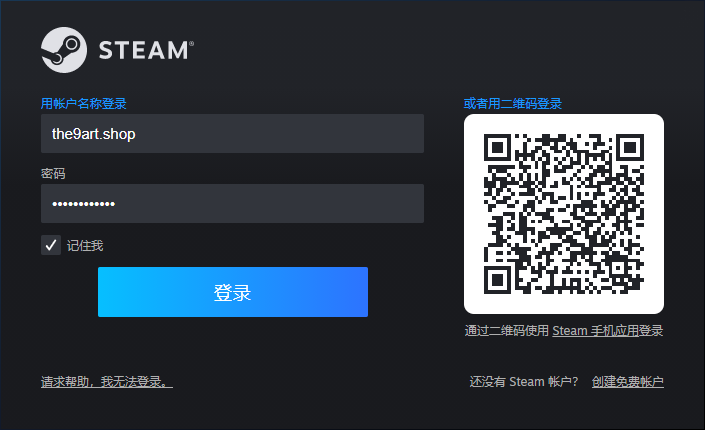 STEAM®
用帐户名称登录
the9art.shop
密码
••••••••••••
记住我
登录
请求帮助，我无法登录。
或者用二维码登录
通过二维码使用 Steam 手机应用登录
还没有 Steam 帐户？ 创建免费帐户